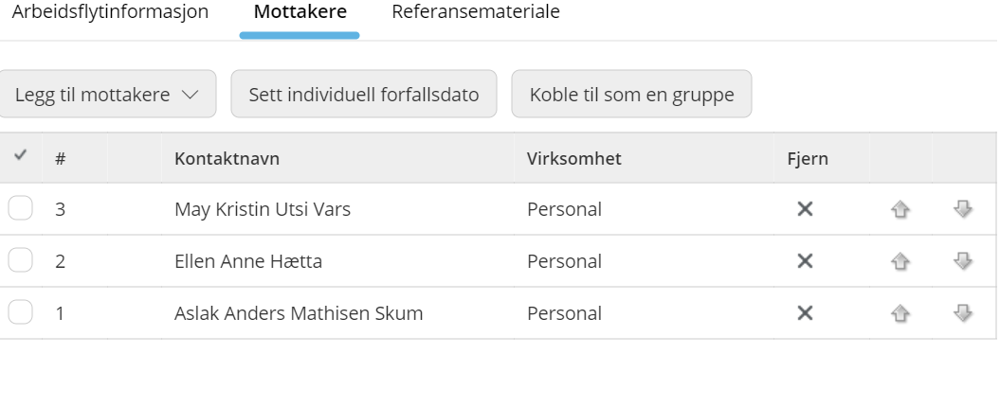 Arbeidsflytinformasjon Mottakere Referansemateriale
Legg til mottakere Sett individuell forfallsdato Koble til som en gruppe
# Kontaktnavn Virksomhet Fjern
3 May Kristin Utsi Vars Personal
2 Ellen Anne Hætta Personal
1 Aslak Anders Mathisen Skum Personal